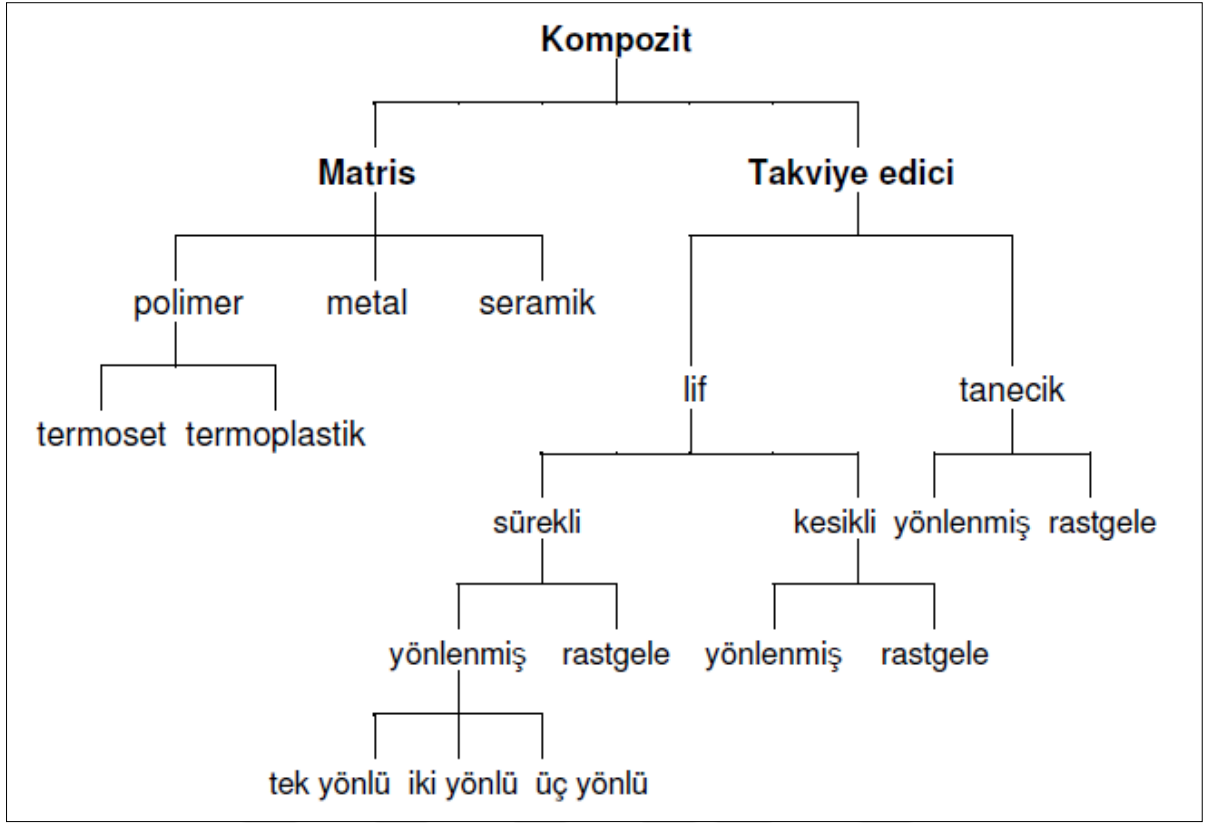 Kompozit
Matris Takviye edici
polimer metal seramik
lif tanecik
termoset termoplastik
sürekli kesikli yönlenmiş rastgele
yönlenmiş rastgele yönlenmiş rastgele
tek yönlü iki yönlü üç yönlü